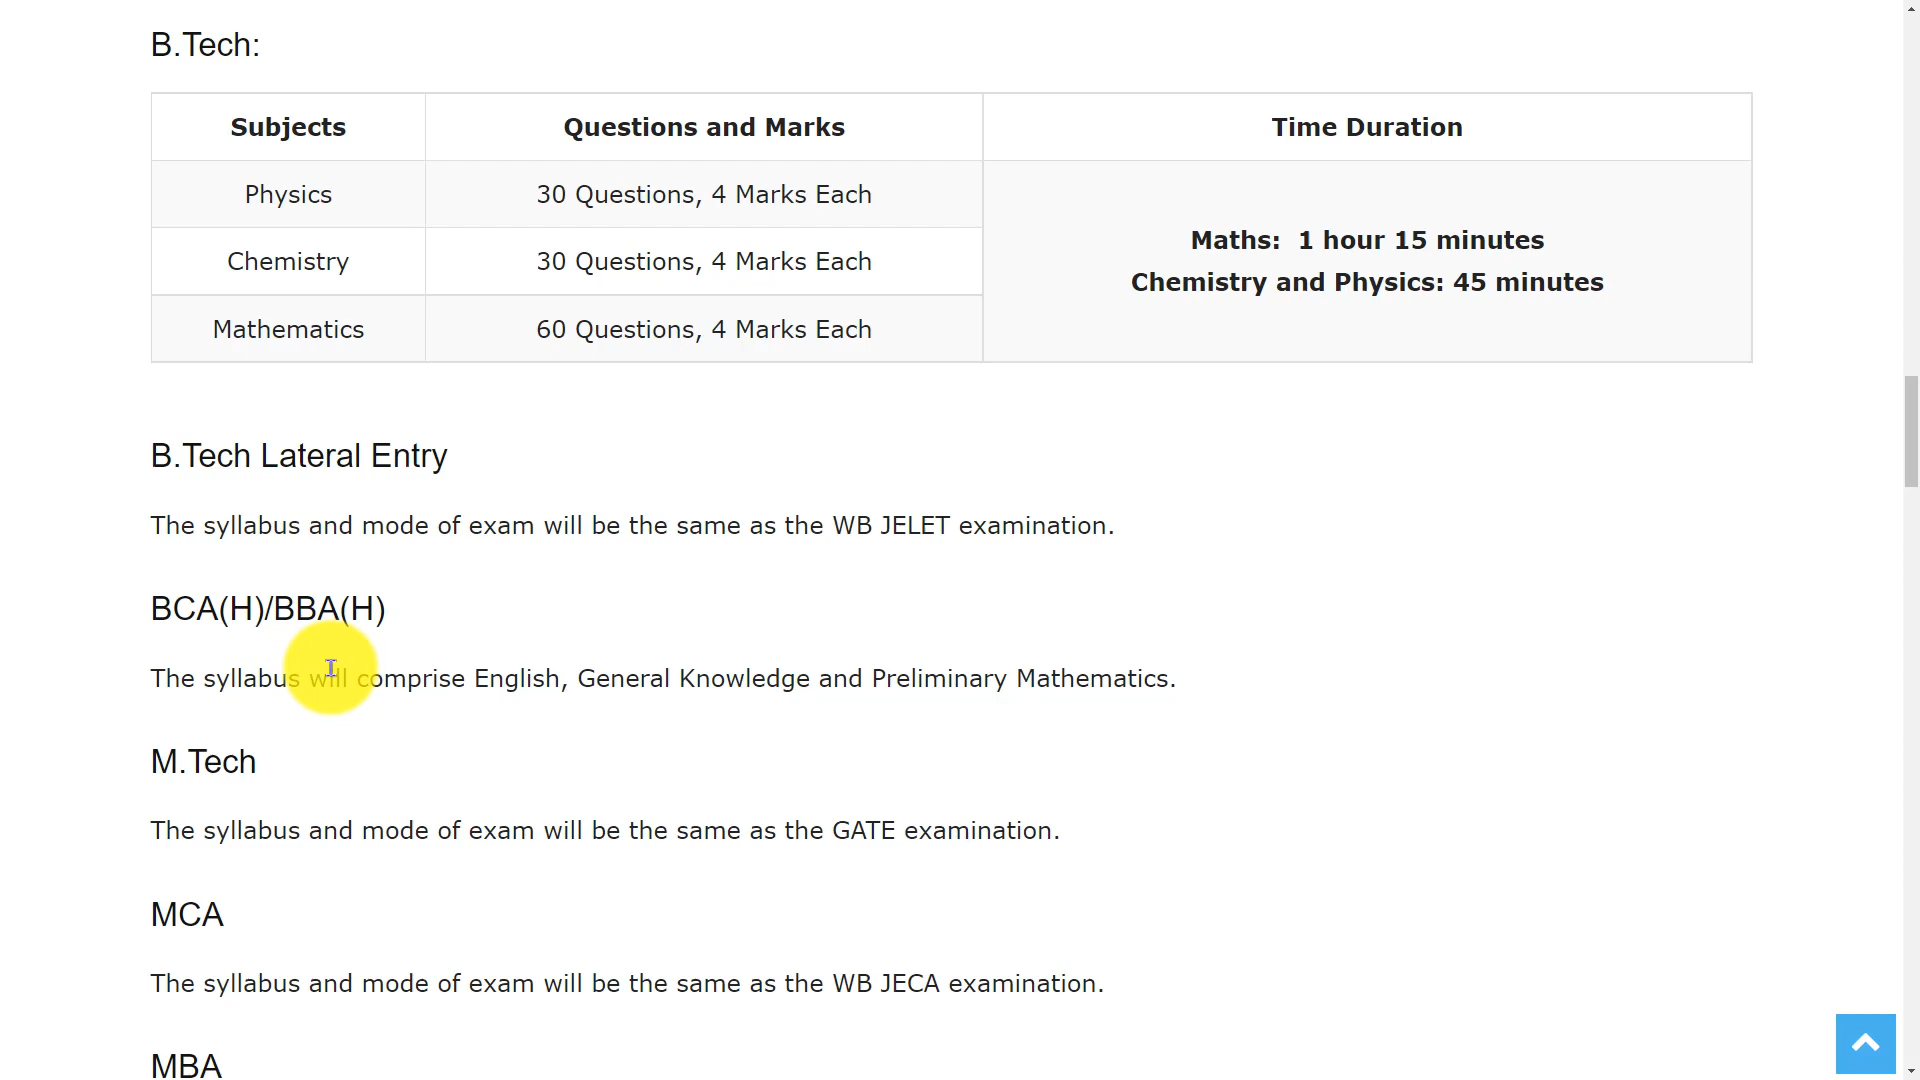 B.Tech:
Subjects Questions and Marks Time Duration
Physics 30 Questions, 4 Marks Each
Chemistry 30 Questions, 4 Marks Each
Mathematics 60 Questions, 4 Marks Each
Maths:  1 hour 15 minutes
Chemistry and Physics: 45 minutes
B.Tech Lateral Entry
The syllabus and mode of exam will be the same as the WB JELET examination.
BCA(H)/BBA(H)
The syllabus will comprise English, General Knowledge and Preliminary Mathematics.
M.Tech
The syllabus and mode of exam will be the same as the GATE examination.
MCA
The syllabus and mode of exam will be the same as the WB JECA examination.
MBA